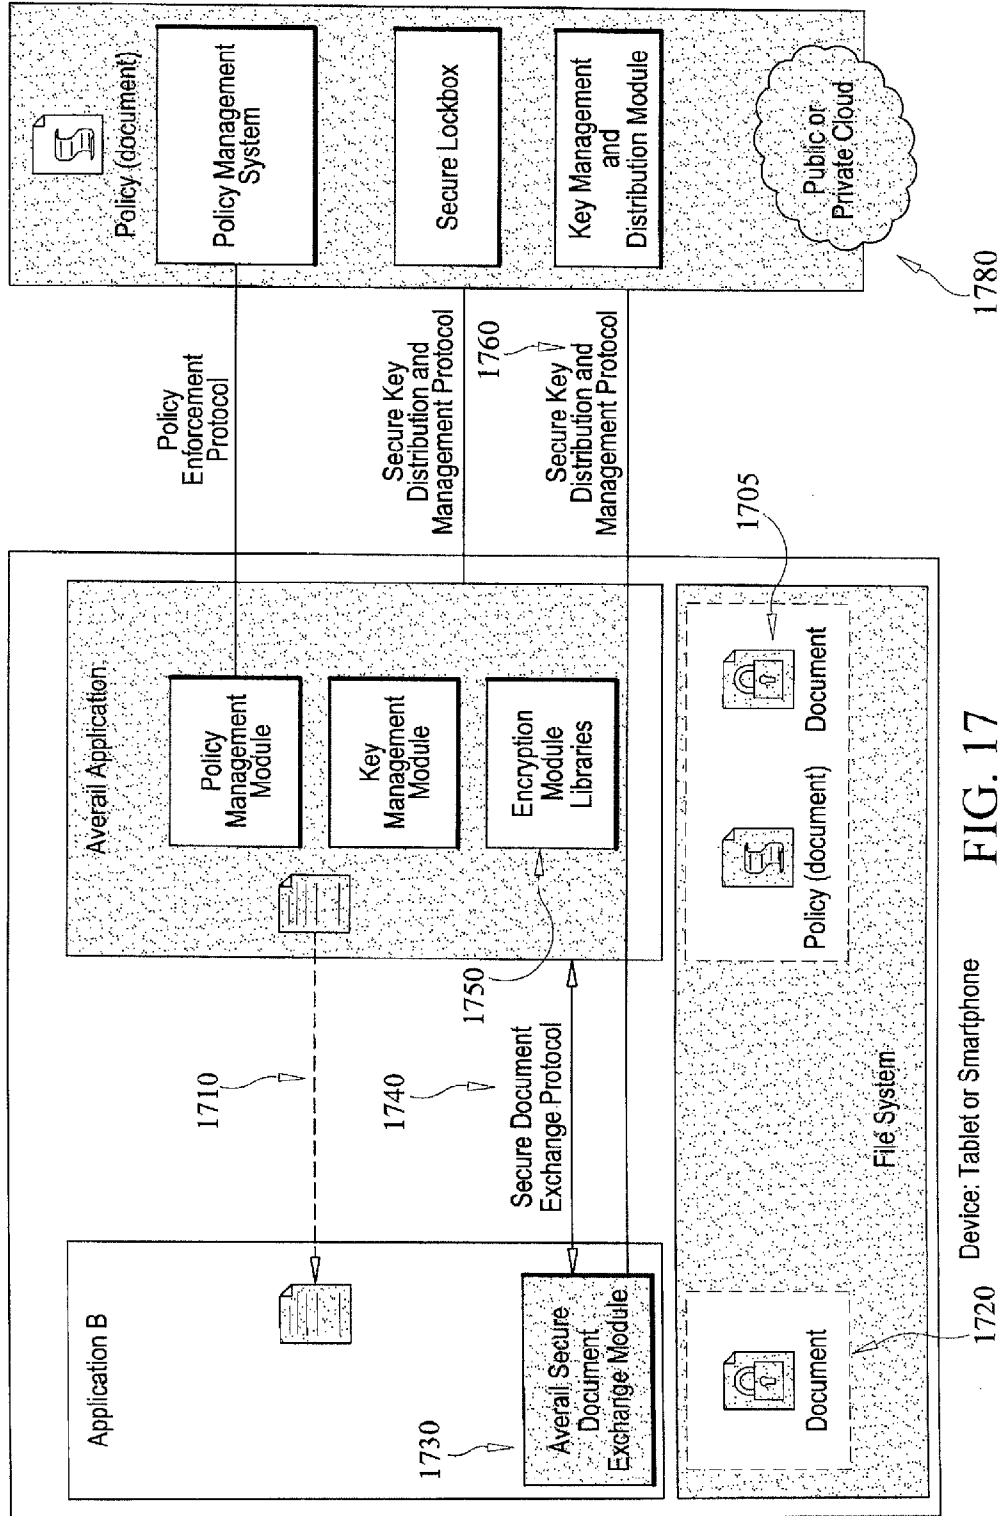 Application B
1730
Averail Secure
Document
Exchange Module
1710
1740
Secure Document
Exchange Protocol
1750
Averail Application
Policy
Management
Module
Key
Management
Module
Encryption
Module
Libraries
Policy
Enforcement
Protocol
Secure Key
Distribution and
Management Protocol
1760
Secure Key
Distribution and
Management Protocol
Policy (document)
Policy Management
System
Secure Lockbox
Key Management
and
Distribution Module
Public or
Private Cloud
1780
Document
1720
File System
Policy (document)
Document
1705
Device: Tablet or Smartphone
FIG. 17